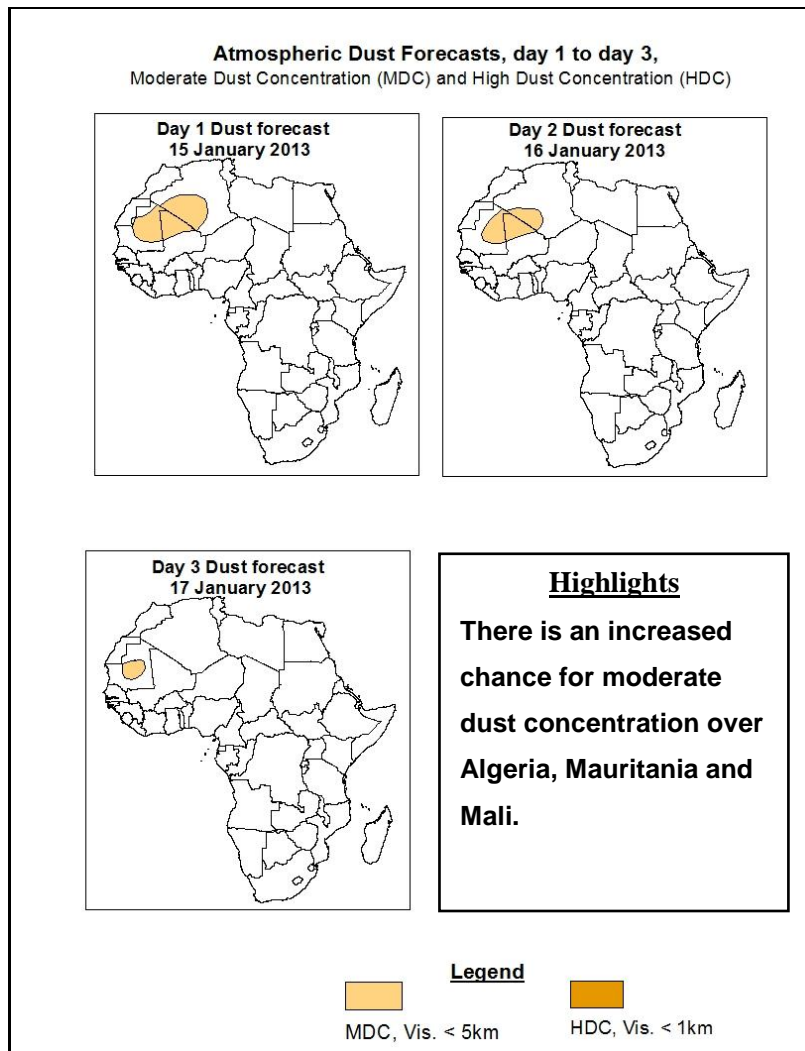 Atmospheric Dust Forecasts, day 1 to day 3,
Moderate Dust Concentration (MDC) and High Dust Concentration (HDC)
Day 1 Dust forecast
15 January 2013
Day 2 Dust forecast
16 January 2013
Day 3 Dust forecast
17 January 2013
Highlights
There is an increased
chance for moderate
dust concentration over
Algeria, Mauritania and
Mali.
Legend
MDC, Vis. < 5km
HDC, Vis. < 1km